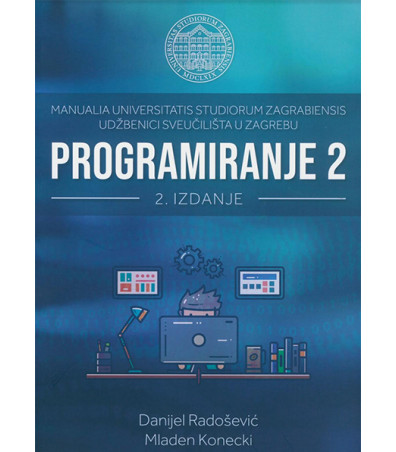 MANUALIA UNIVERSITATIS STUDIORUM ZAGRABIENSIS
UDŽBENICI SVEUČILIŠTA U ZAGREBU
PROGRAMIRANJE 2
2. IZDANJE
Danijel Radošević
Mladen Konecki